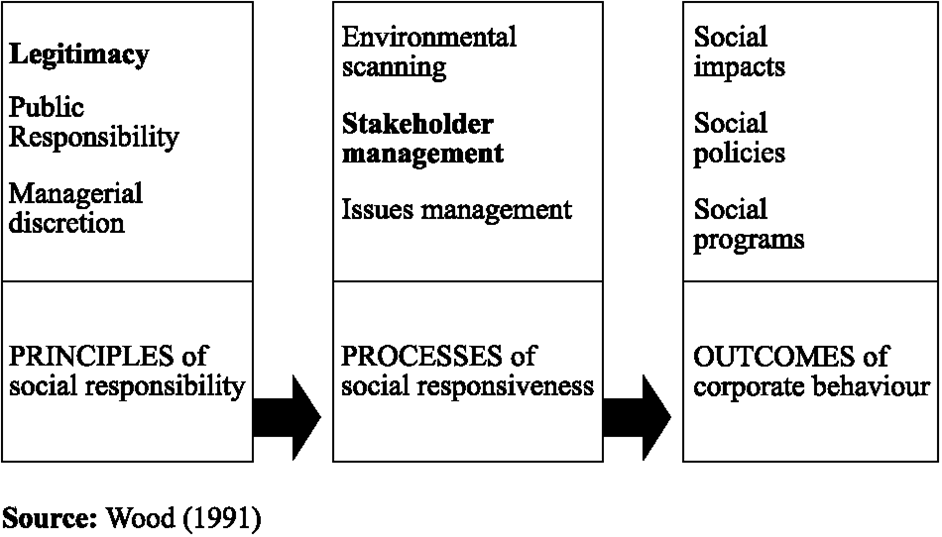 Legitimacy
Public
Responsibility
Managerial
discretion
PRINCIPLES of
social responsibility
Environmental
scanning
Stakeholder
management
Issues management
PROCESSES of
social responsiveness
Social
impacts
Social
policies
Social
programs
OUTCOMES of
corporate behaviour
Source: Wood (1991)